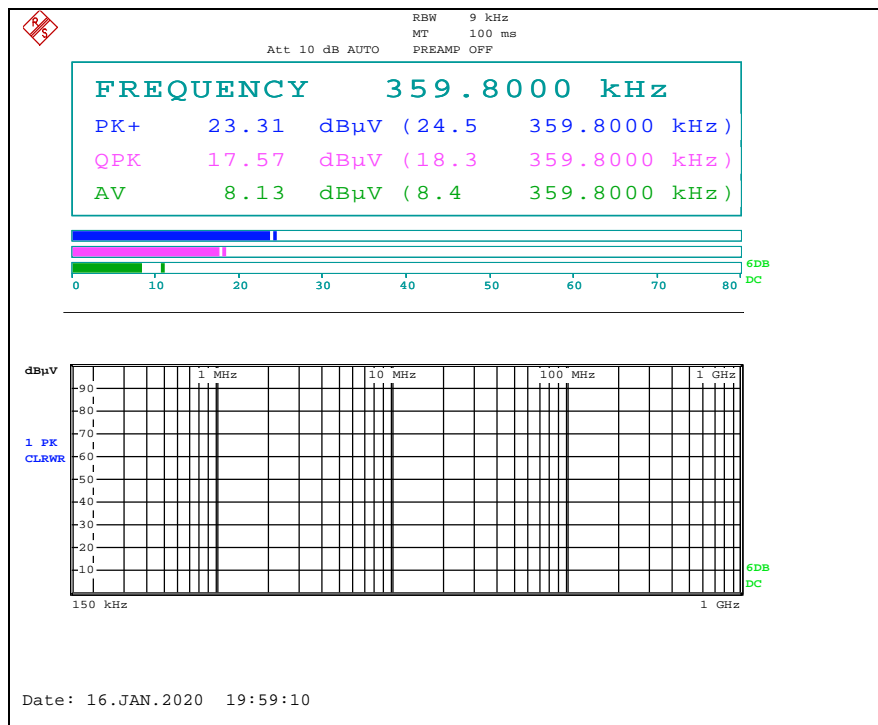 R S
RBW 9 kHz
MT 100 ms
Att 10 dB AUTO PREAMP OFF
FREQUENCY 359.8000 kHz
PK+ 23.31 dBµV (24.5 359.8000 kHz)
QPK 17.57 dBµV (18.3 359.8000 kHz)
AV 8.13 dBµV (8.4 359.8000 kHz)
6DB
DC
0 10 20 30 40 50 60 70 80
dBµV
1 MHz 10 MHz 100 MHz 1 GHz
90
80
70
1 PK
CLRWR
60
50
40
30
20
10
6DB
DC
150 kHz 1 GHz
Date: 16.JAN.2020 19:59:10